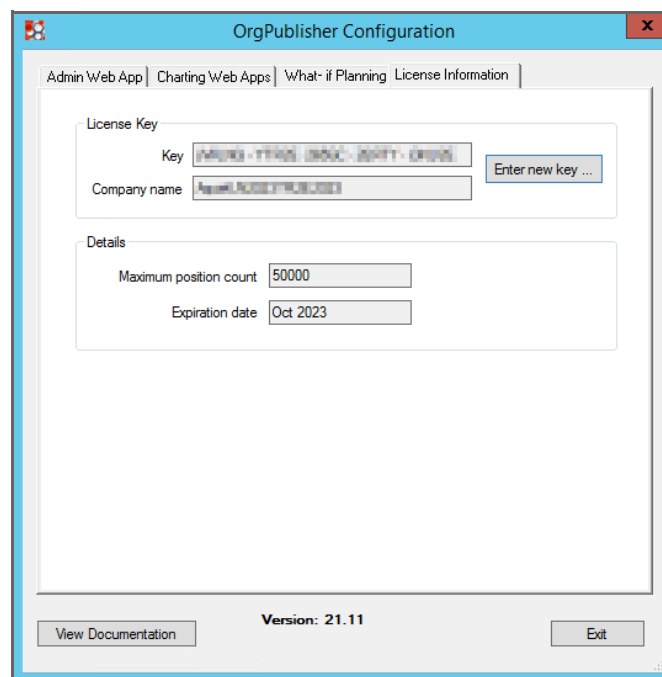 OrgPublisher Configuration
x
Admin Web App Charting Web Apps What- if Planning License Information
License Key
Key
Enter new key ...
Company name
Details
Maximum position count 50000
Expiration date Oct 2023
Version: 21.11
View Documentation Exit